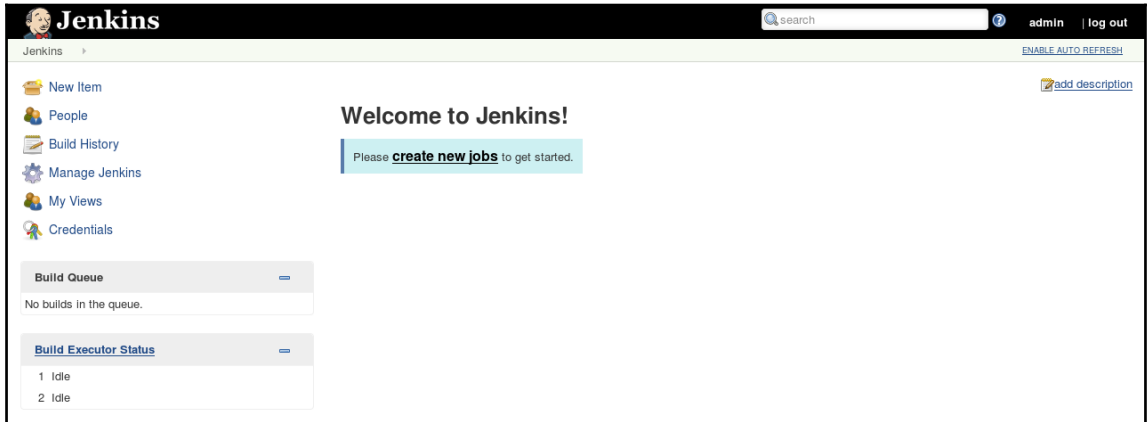 Jenkins
search
admin
| log out
Jenkins
ENABLE AUTO REFRESH
New Item
People
Build History
Manage Jenkins
My Views
Credentials
add description
Welcome to Jenkins!
Please create new jobs to get started.
Build Queue
No builds in the queue.
Build Executor Status
1 Idle
2 Idle